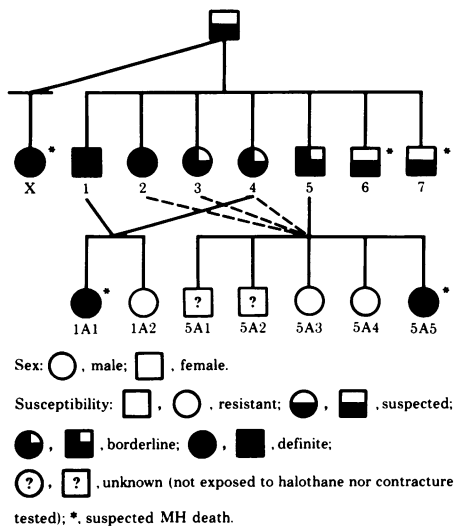 * * *
X 1 2 3 4 5 6 7
* ? ? *
1A1 1A2 5A1 5A2 5A3 5A4 5A5
Sex: , male; , female.
Susceptibility: , , resistant; , , suspected;
, , borderline; , , definite;
? , ? , unknown (not exposed to halothane nor contracture
tested); *, suspected MH death.